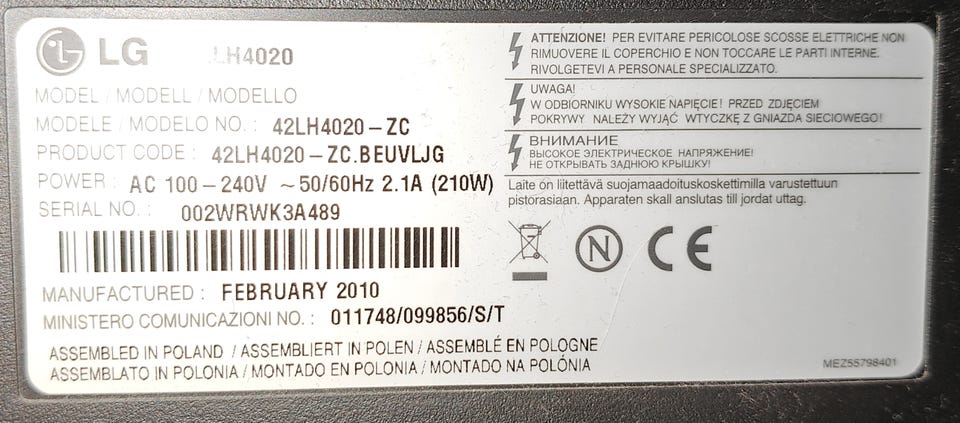 LG LH4020
MODEL / MODELL / MODELLO
MODELE / MODELO NO. : 42LH4020-ZC
PRODUCT CODE : 42LH4020-ZC.BEUVLJG
POWER : AC 100-240V ~50/60Hz 2.1A (210W)
SERIAL NO. : 002WRWK3A489
MANUFACTURED : FEBRUARY 2010
MINISTERO COMUNICAZIONI NO. : 011748/099856/S/T
ASSEMBLED IN POLAND / ASSEMBLIERT IN POLEN / ASSEMBLÉ EN POLOGNE
ASSEMBLATO IN POLONIA / MONTADO EN POLONIA / MONTADO NA POLÓNIA
ATTENZIONE! PER EVITARE PERICOLOSE SCOSSE ELETTRICHE NON
RIMUOVERE IL COPERCHIO E NON TOCCARE LE PARTI INTERNE.
RIVOLGETEVI A PERSONALE SPECIALIZZATO.
UWAGA!
W ODBIORNIKU WYSOKIE NAPIĘCIE! PRZED ZDJĘCIEM
POKRYWY NALEŻY WYJĄĆ WTYCZKĘ Z GNIAZDA SIECIOWEGO!
ВНИМАНИЕ
ВЫСОКОЕ ЭЛЕКТРИЧЕСКОЕ НАПРЯЖЕНИЕ!
НЕ ОТКРЫВАТЬ ЗАДНЮЮ КРЫШКУ!
Laite on liitettävä suojamaadoituskoskettimilla varustettuun
pistorasiaan. Apparaten skall anslutas till jordat uttag.
N CE
MEZ55798401